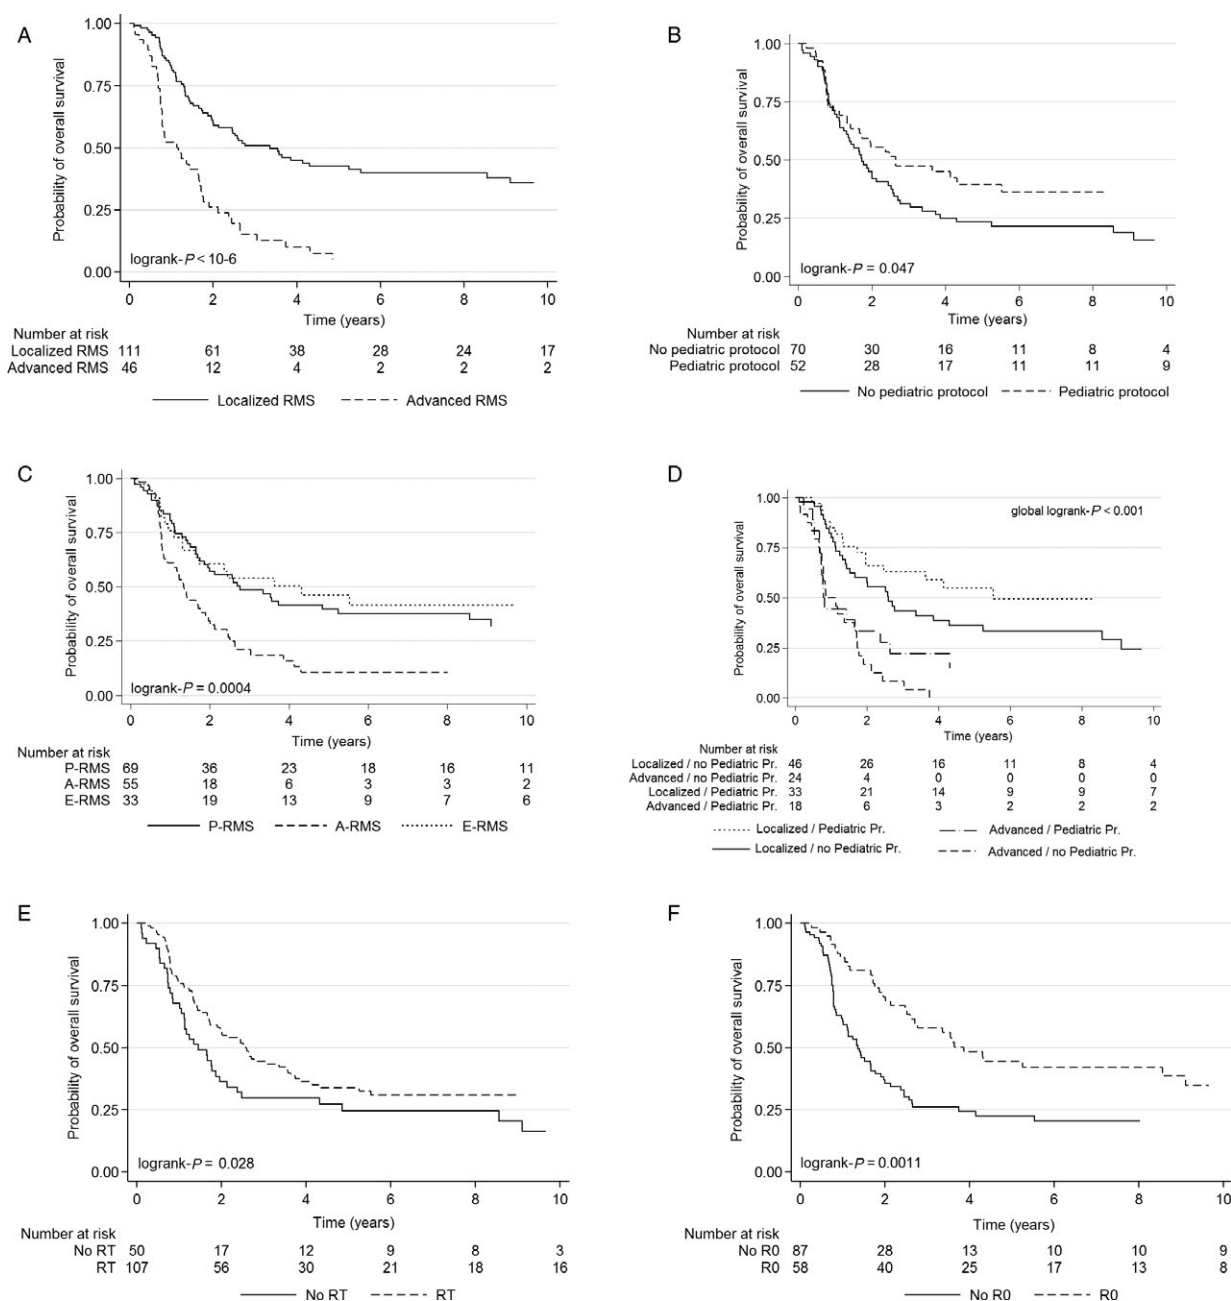 A
Probability of overall survival
1.00
0.75
0.50
0.25
0.00
logrank-P < 10-6
0 2 4 6 8 10
Time (years)
Number at risk
Localized RMS 111 61 38 28 24 17
Advanced RMS 46 12 4 2 2 2
Localized RMS Advanced RMS
B
Probability of overall survival
1.00
0.75
0.50
0.25
0.00
logrank-P = 0.047
0 2 4 6 8 10
Time (years)
Number at risk
No pediatric protocol 70 30 16 11 8 4
Pediatric protocol 52 28 17 11 11 9
No pediatric protocol Pediatric protocol
C
Probability of overall survival
1.00
0.75
0.50
0.25
0.00
logrank-P = 0.0004
0 2 4 6 8 10
Time (years)
Number at risk
P-RMS 69 36 23 18 16 11
A-RMS 55 18 6 3 3 2
E-RMS 33 19 13 9 7 6
P-RMS A-RMS E-RMS
D
Probability of overall survival
1.00
0.75
0.50
0.25
0.00
global logrank-P < 0.001
0 2 4 6 8 10
Time (years)
Number at risk
Localized / no Pediatric Pr. 46 26 16 11 8 4
Advanced / no Pediatric Pr. 24 4 0 0 0 0
Localized / Pediatric Pr. 33 21 14 9 9 7
Advanced / Pediatric Pr. 18 6 3 2 2 2
Localized / Pediatric Pr. Advanced / Pediatric Pr.
Localized / no Pediatric Pr. Advanced / no Pediatric Pr.
E
Probability of overall survival
1.00
0.75
0.50
0.25
0.00
logrank-P = 0.028
0 2 4 6 8 10
Time (years)
Number at risk
No RT 50 17 12 9 8 3
RT 107 56 30 21 18 16
No RT RT
F
Probability of overall survival
1.00
0.75
0.50
0.25
0.00
logrank-P = 0.0011
0 2 4 6 8 10
Time (years)
Number at risk
No R0 87 28 13 10 10 9
R0 58 40 25 17 13 8
No R0 R0